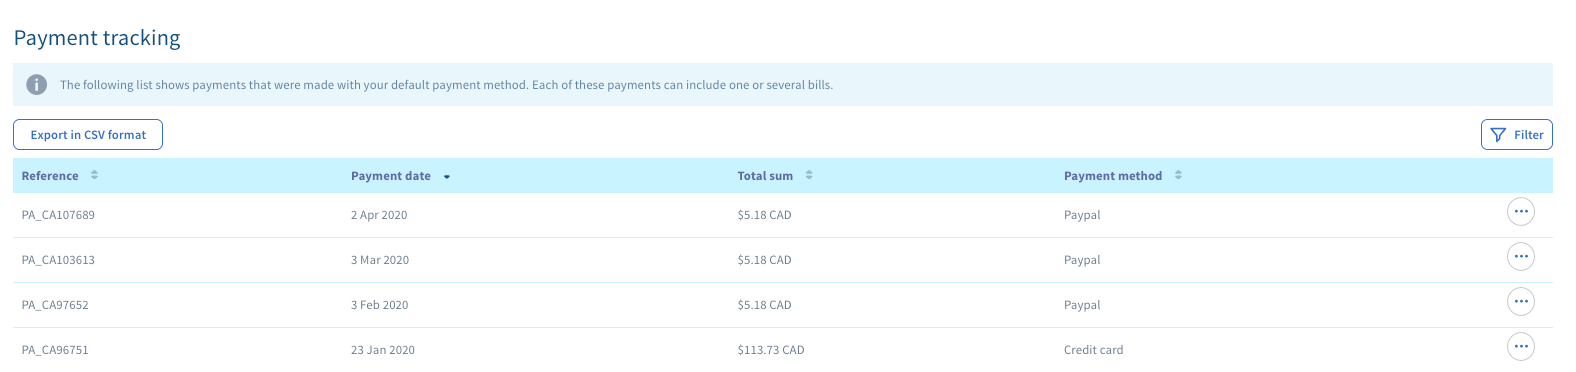 Payment tracking
The following list shows payments that were made with your default payment method. Each of these payments can include one or several bills.
Export in CSV format Filter
Reference Payment date Total sum Payment method
PA_CA107689 2 Apr 2020 $5.18 CAD Paypal
PA_CA103613 3 Mar 2020 $5.18 CAD Paypal
PA_CA97652 3 Feb 2020 $5.18 CAD Paypal
PA_CA96751 23 Jan 2020 $113.73 CAD Credit card